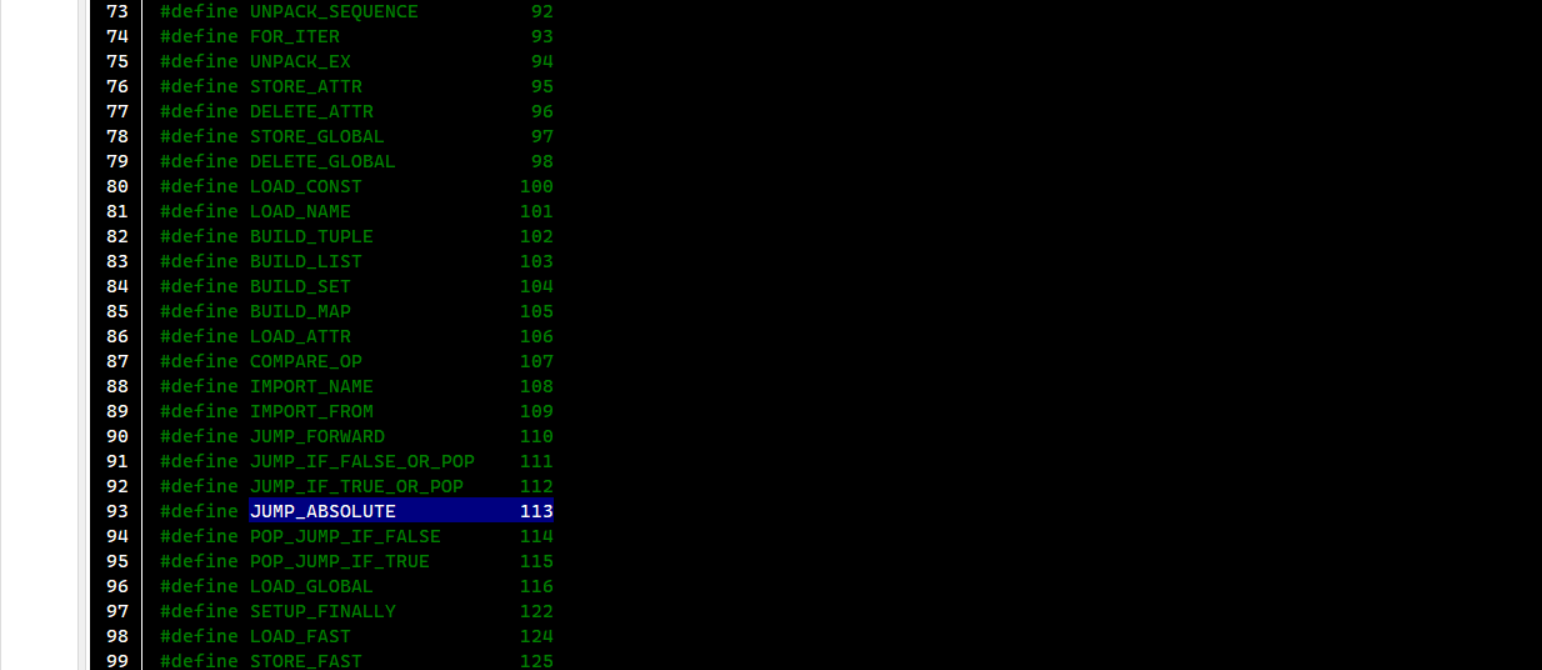 73 #define UNPACK_SEQUENCE 92
74 #define FOR_ITER 93
75 #define UNPACK_EX 94
76 #define STORE_ATTR 95
77 #define DELETE_ATTR 96
78 #define STORE_GLOBAL 97
79 #define DELETE_GLOBAL 98
80 #define LOAD_CONST 100
81 #define LOAD_NAME 101
82 #define BUILD_TUPLE 102
83 #define BUILD_LIST 103
84 #define BUILD_SET 104
85 #define BUILD_MAP 105
86 #define LOAD_ATTR 106
87 #define COMPARE_OP 107
88 #define IMPORT_NAME 108
89 #define IMPORT_FROM 109
90 #define JUMP_FORWARD 110
91 #define JUMP_IF_FALSE_OR_POP 111
92 #define JUMP_IF_TRUE_OR_POP 112
93 #define JUMP_ABSOLUTE 113
94 #define POP_JUMP_IF_FALSE 114
95 #define POP_JUMP_IF_TRUE 115
96 #define LOAD_GLOBAL 116
97 #define SETUP_FINALLY 122
98 #define LOAD_FAST 124
99 #define STORE_FAST 125